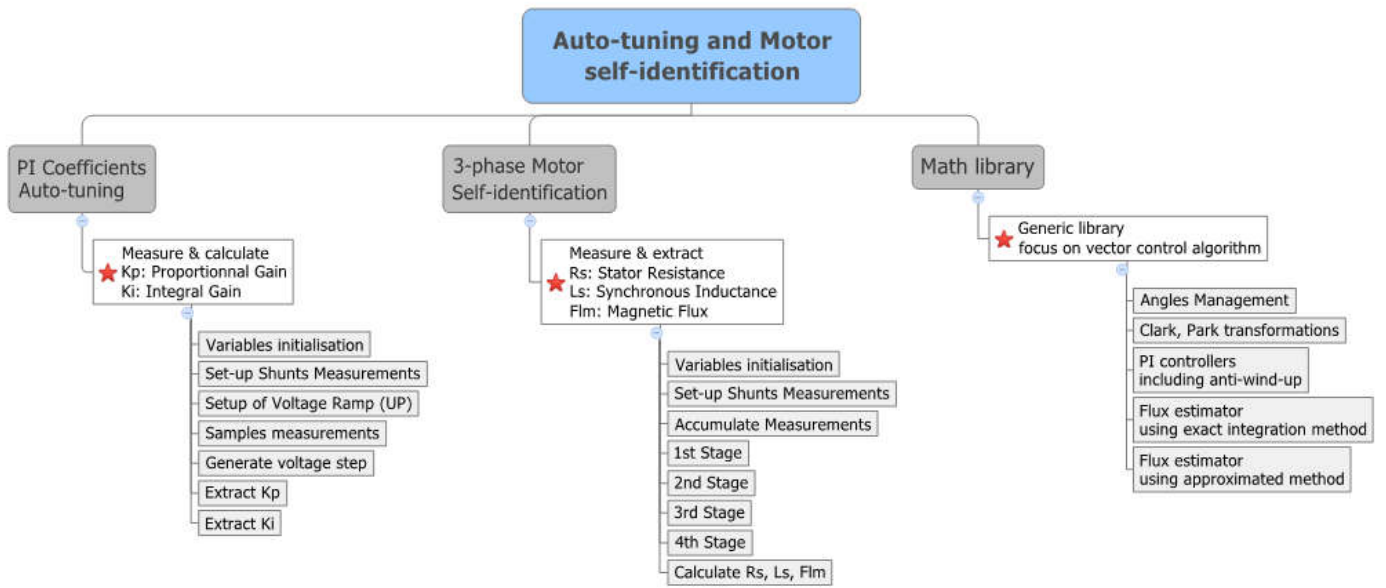 Auto-tuning and Motor
self-identification
PI Coefficients
Auto-tuning
Measure & calculate
Kp: Proportionnal Gain
Ki: Integral Gain
Variables initialisation
Set-up Shunts Measurements
Setup of Voltage Ramp (UP)
Samples measurements
Generate voltage step
Extract Kp
Extract Ki
3-phase Motor
Self-identification
Measure & extract
Rs: Stator Resistance
Ls: Synchronous Inductance
Flm: Magnetic Flux
Variables initialisation
Set-up Shunts Measurements
Accumulate Measurements
1st Stage
2nd Stage
3rd Stage
4th Stage
Calculate Rs, Ls, Flm
Math library
Generic library
focus on vector control algorithm
Angles Management
Clark, Park transformations
PI controllers
including anti-wind-up
Flux estimator
using exact integration method
Flux estimator
using approximated method